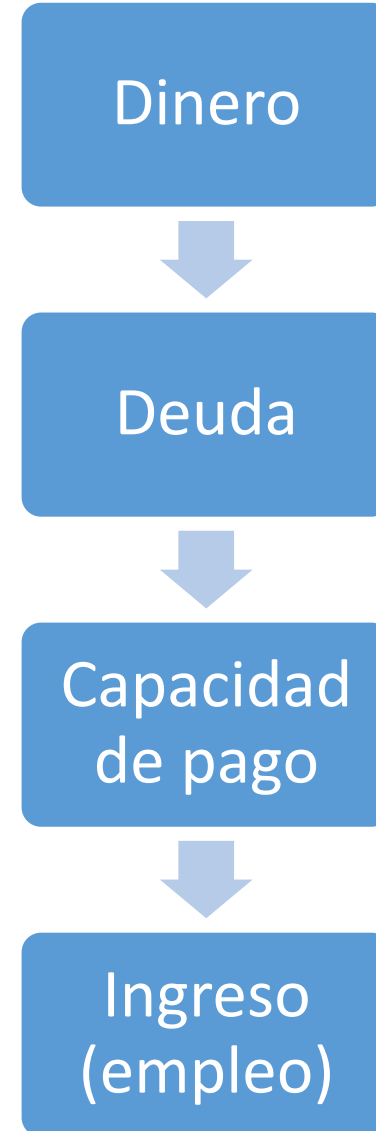 Dinero
Deuda
Capacidad
de pago
Ingreso
(empleo)